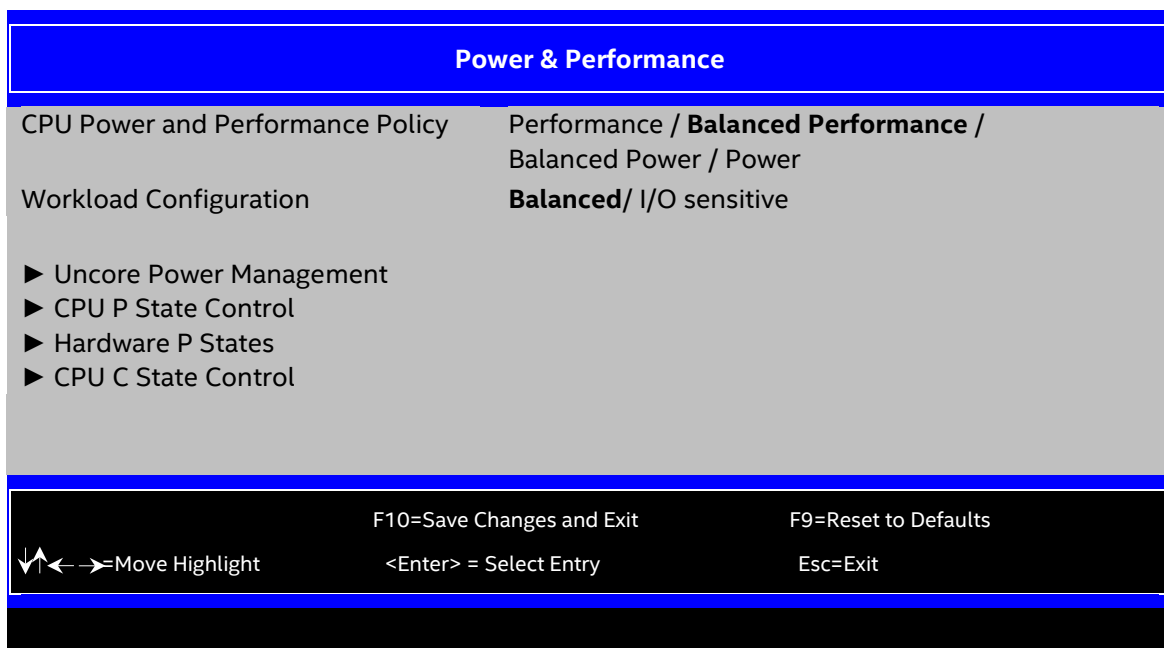 Power & Performance
CPU Power and Performance Policy Performance / Balanced Performance /
Balanced Power / Power
Workload Configuration Balanced/ I/O sensitive
► Uncore Power Management
► CPU P State Control
► Hardware P States
► CPU C State Control
F10=Save Changes and Exit F9=Reset to Defaults
↓↑←→=Move Highlight <Enter> = Select Entry Esc=Exit